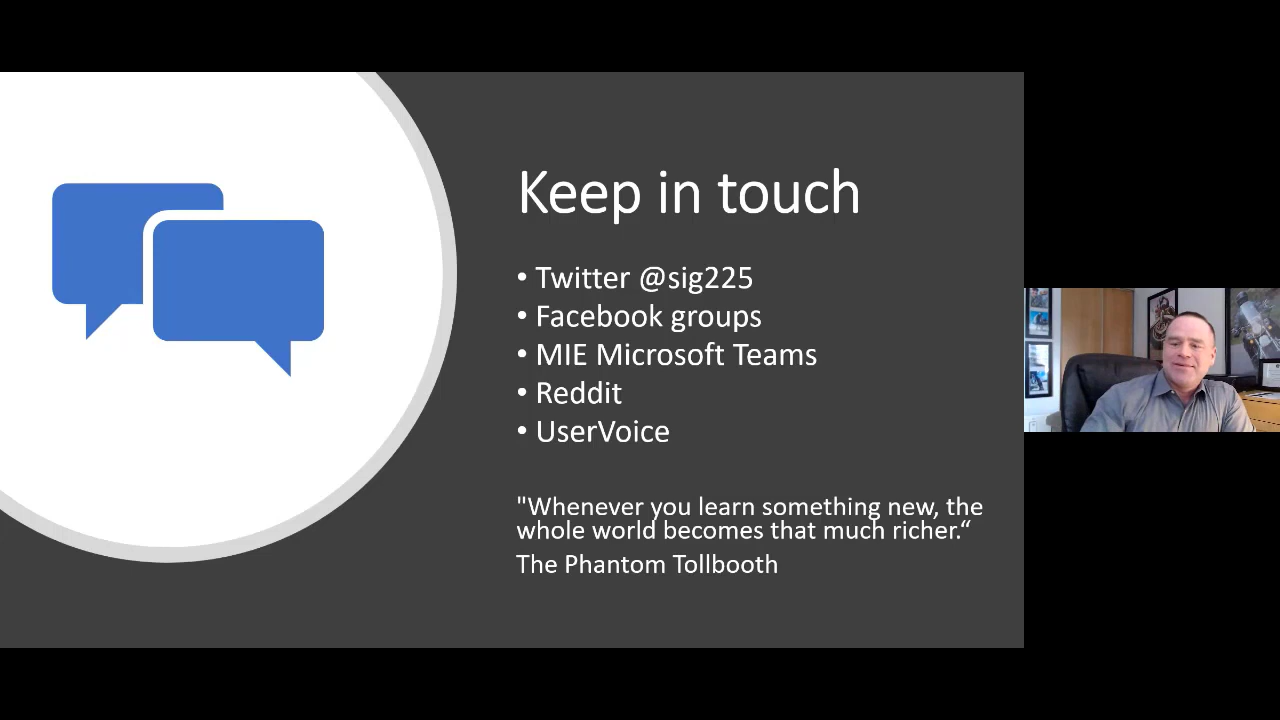 Keep in touch
• Twitter @sig225
• Facebook groups
• MIE Microsoft Teams
• Reddit
• UserVoice
"Whenever you learn something new, the
whole world becomes that much richer.“
The Phantom Tollbooth